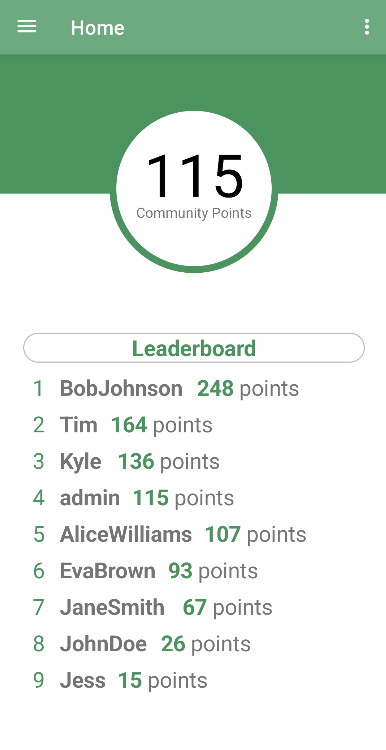 Home
115
Community Points
Leaderboard
1 BobJohnson 248 points
2 Tim 164 points
3 Kyle 136 points
4 admin 115 points
5 AliceWilliams 107 points
6 EvaBrown 93 points
7 JaneSmith 67 points
8 JohnDoe 26 points
9 Jess 15 points